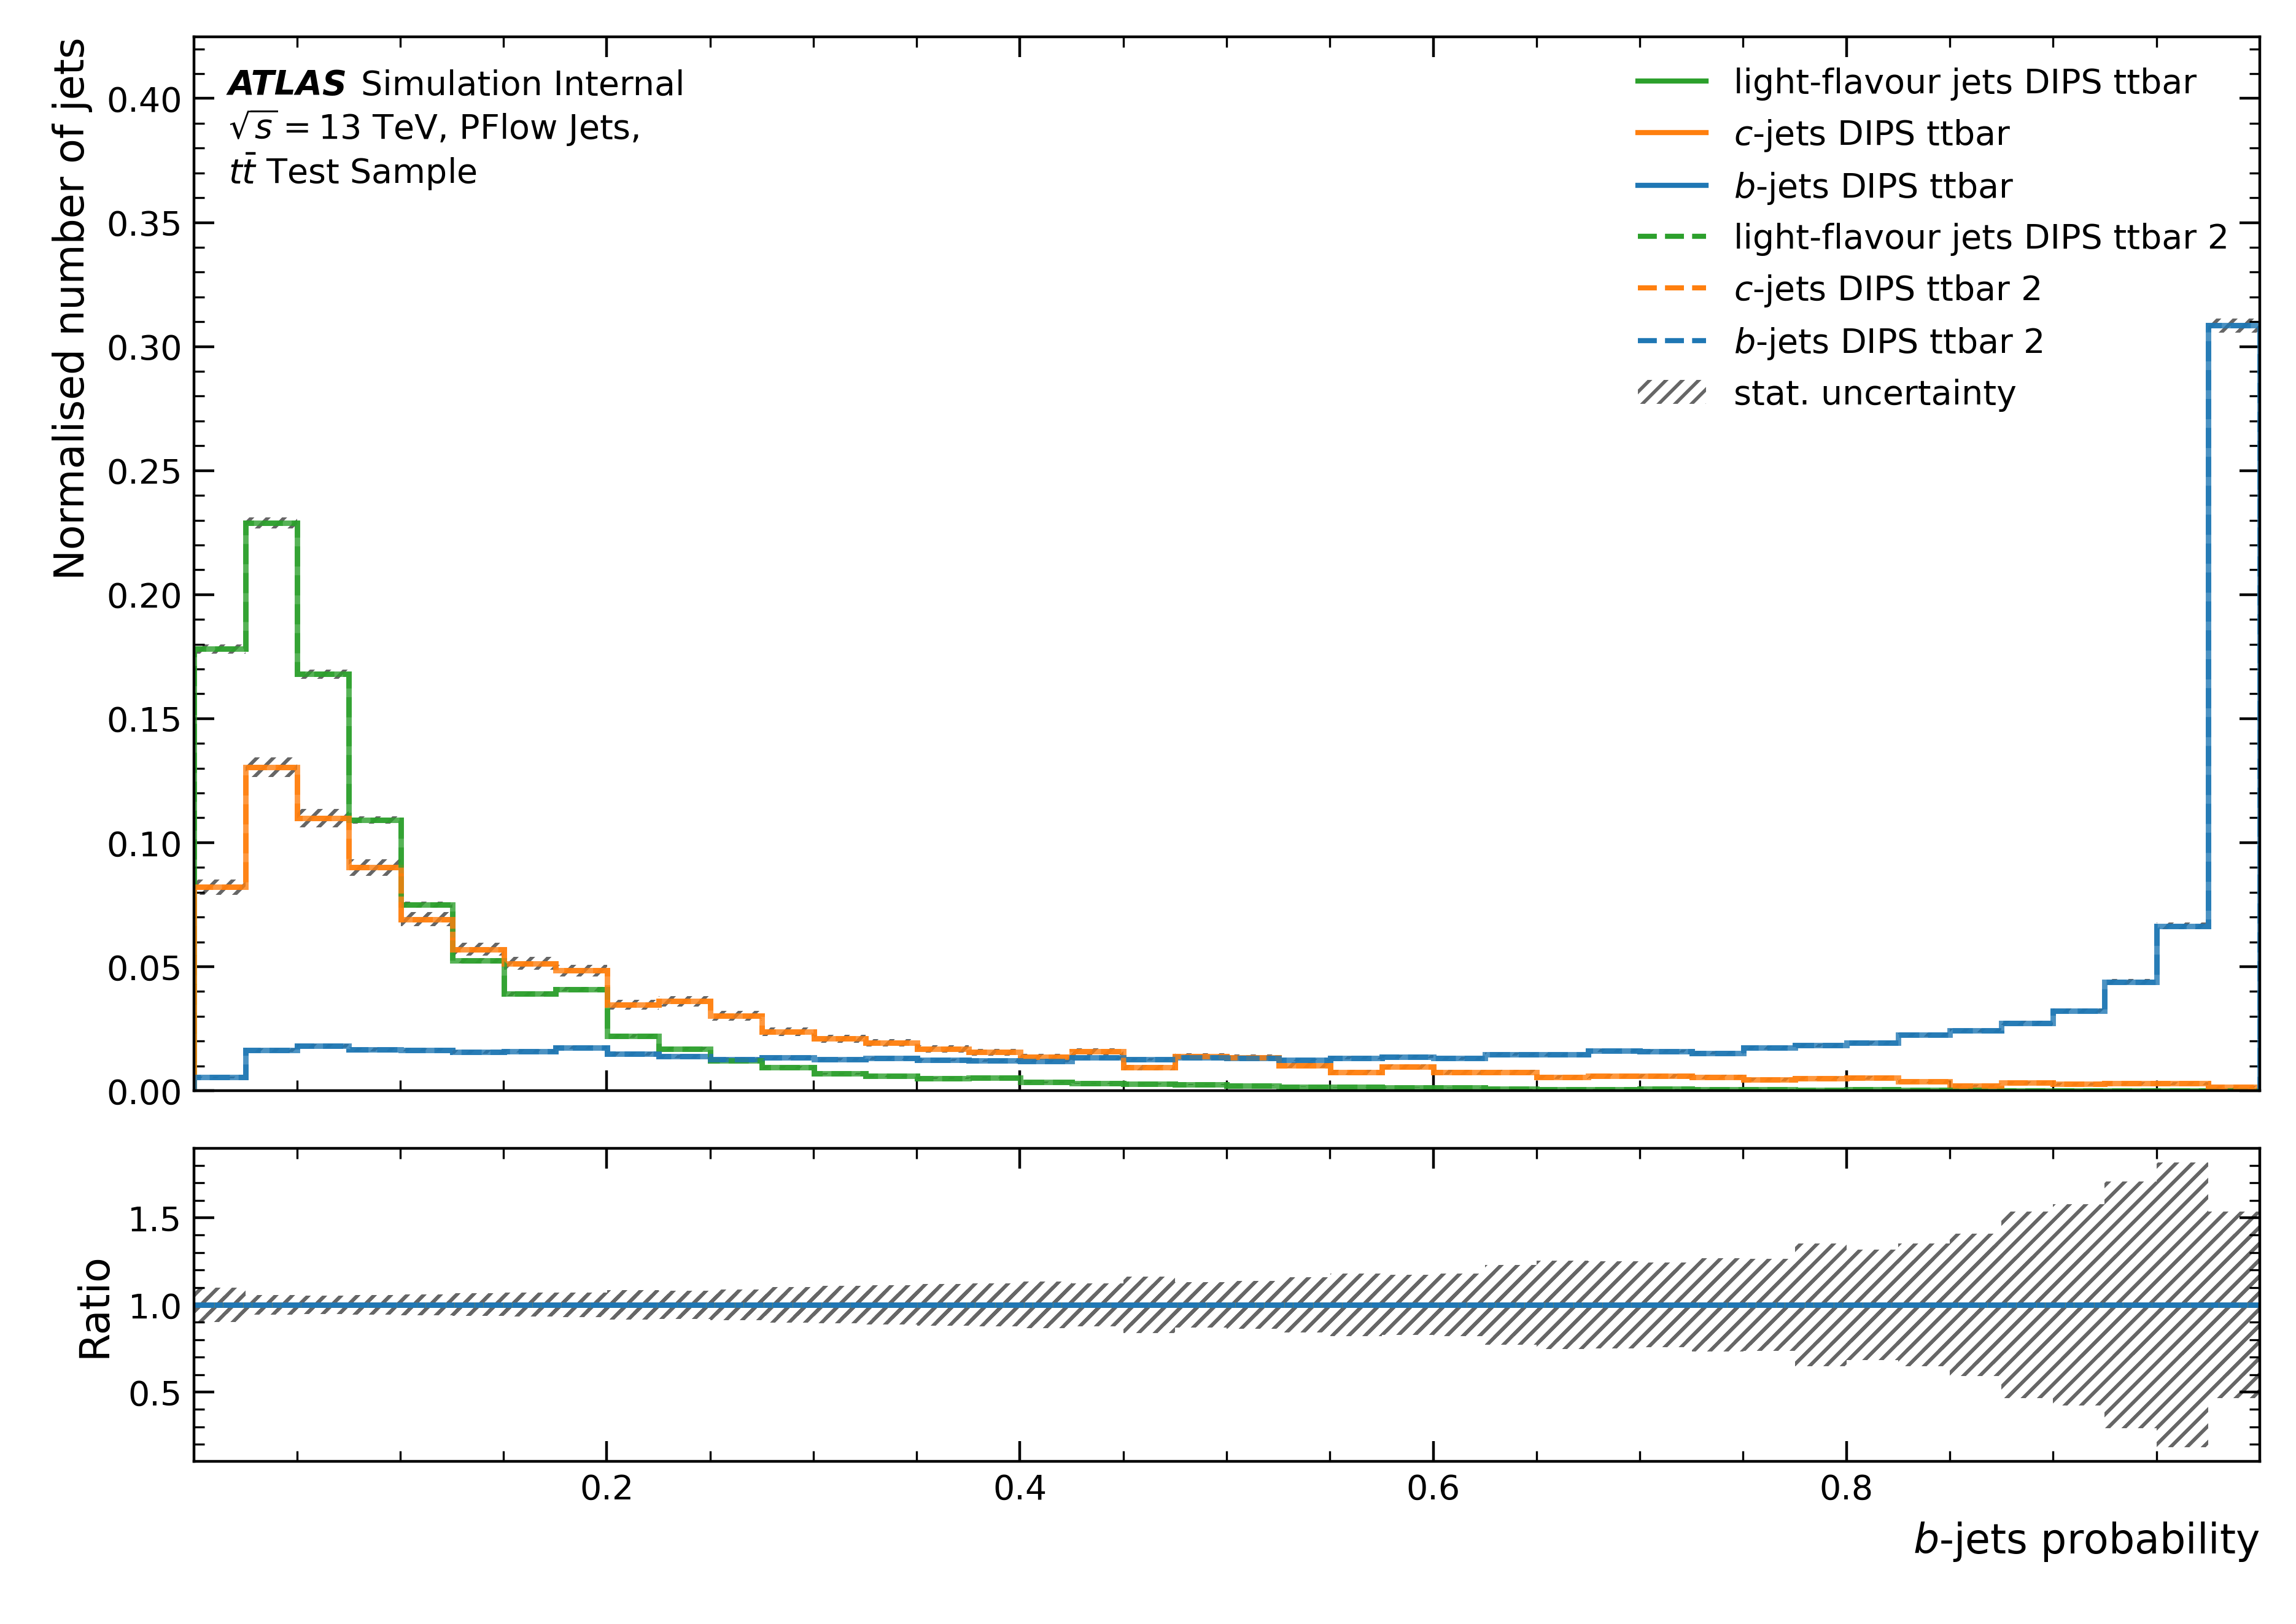 Normalised number of jets
ATLAS Simulation Internal
√s = 13 TeV, PFlow Jets,
tt̄ Test Sample
light-flavour jets DIPS ttbar
c-jets DIPS ttbar
b-jets DIPS ttbar
light-flavour jets DIPS ttbar 2
c-jets DIPS ttbar 2
b-jets DIPS ttbar 2
stat. uncertainty
0.40
0.35
0.30
0.25
0.20
0.15
0.10
0.05
0.00
Ratio
1.5
1.0
0.5
0.2 0.4 0.6 0.8
b-jets probability